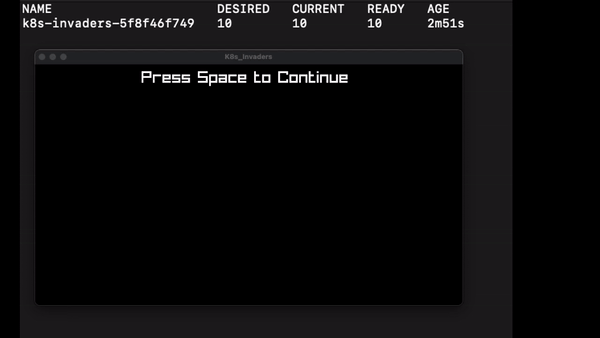 NAME DESIRED CURRENT READY AGE
k8s-invaders-5f8f46f749 10 10 10 2m51s
K8s_Invaders
Press Space to Continue